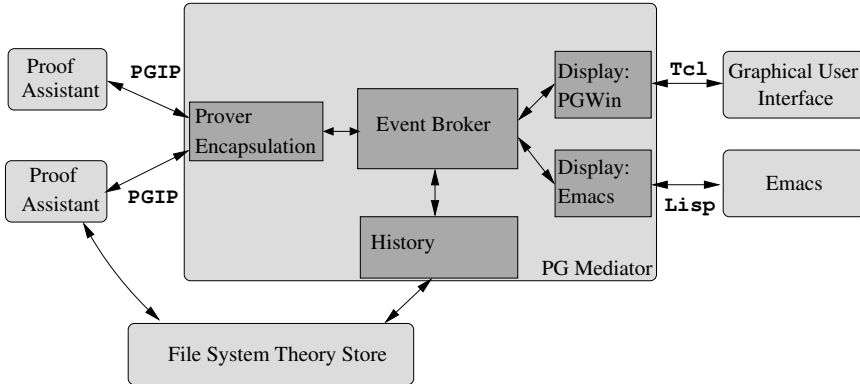 Proof
Assistant
PGIP
Proof
Assistant
PGIP
Prover
Encapsulation
Event Broker
History
Display:
PGWin
Display:
Emacs
PG Mediator
Tcl
Graphical User
Interface
Lisp
Emacs
File System Theory Store